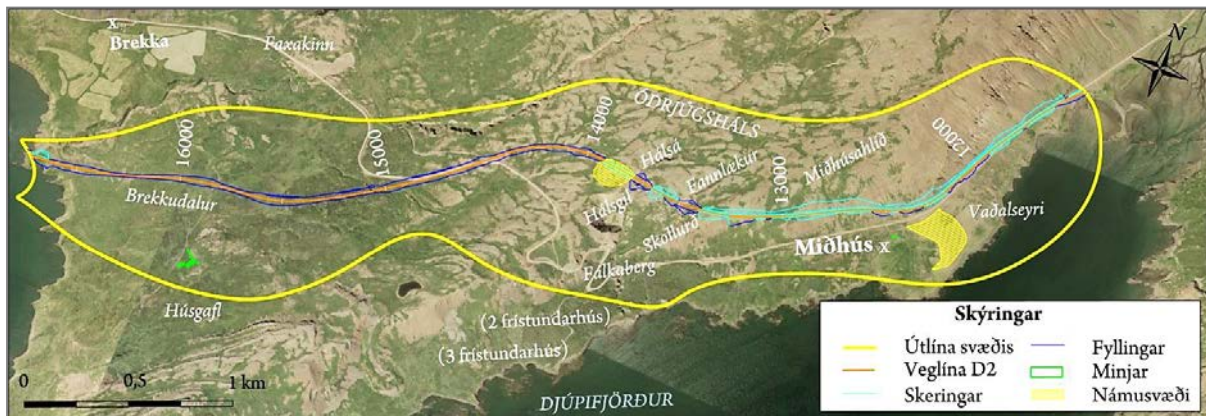 x
Brekka
Faxakinn
N
ÓDRJÚGSHÁLS
14000
16000
15000
Hálsá
Fannlækur
13000
Miðhúsahlíð
12000
Brekkudalur
Hálsgil
Skollurð
Vaðalseyri
Miðhús x
Fálkaberg
Húsgafl
(2 frístundarhús)
(3 frístundarhús)
DJÚPIFJÖRÐUR
0 0,5 1 km
Skýringar
Útlína svæðis
Fyllingar
Veglína D2
Minjar
Skeringar
Námusvæði